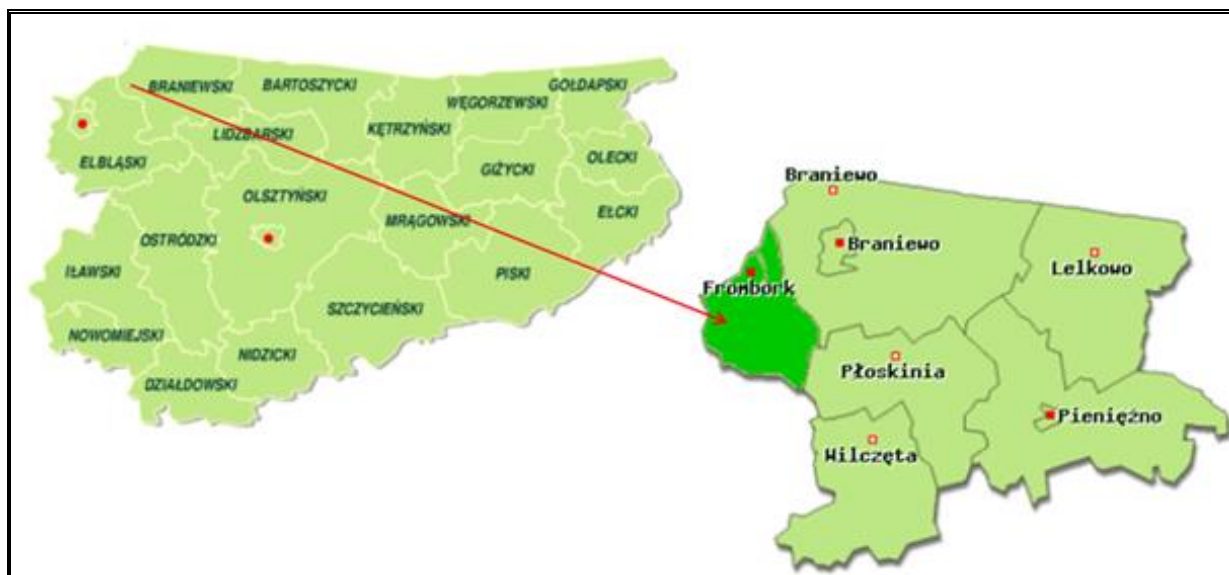 BRANIEWSKI
BARTOSZYCKI
GOŁDAPSKI
WĘGORZEWSKI
KĘTRZYŃSKI
LIDZBARSKI
ELBLĄSKI
GIŻYCKI
OLECKI
OLSZTYŃSKI
EŁCKI
MRĄGOWSKI
OSTRÓDZKI
IŁAWSKI
PISKI
SZCZYCIEŃSKI
NOWOMIEJSKI
NIDZICKI
DZIAŁDOWSKI
Braniewo
Braniewo
Lelkowo
Frombork
Płoskinia
Pieniężno
Wilczęta